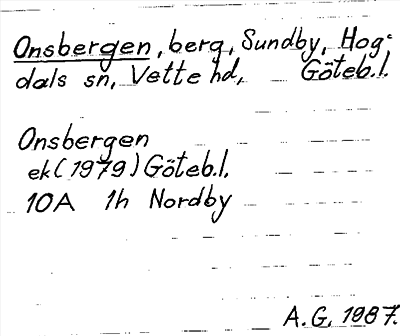 Onsbergen, berg, Sundby, Hog-
dals sn, Vette hd, Göteb.l.
Onsbergen
ek (1979) Göteb.l.
10A 1h Nordby
A.G. 1987.